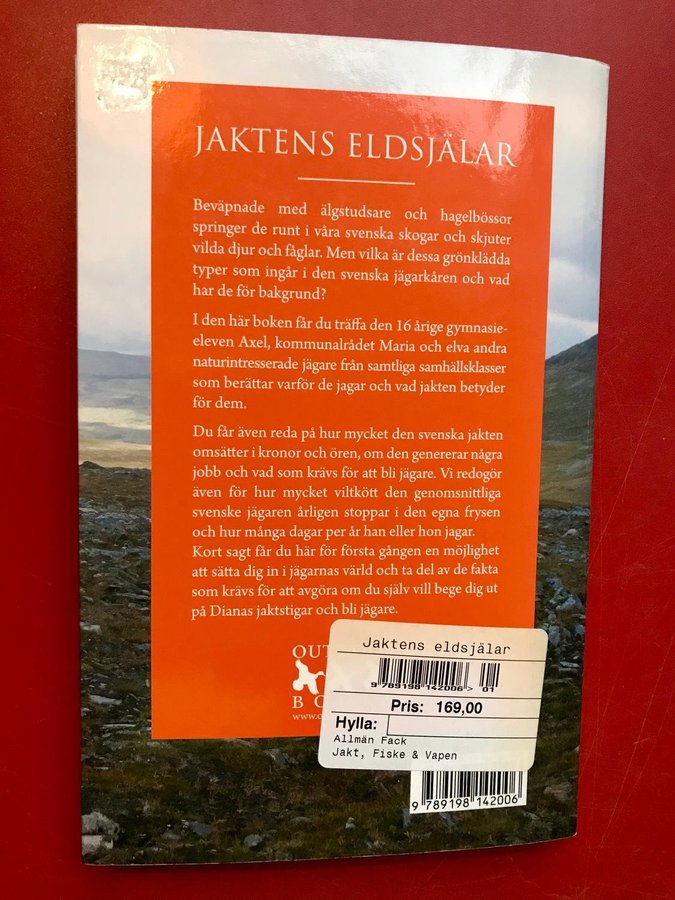 JAKTENS ELDSJÄLAR
Beväpnade med älgstudsare och hagelbössor
springer de runt i våra svenska skogar och skjuter
vilda djur och fåglar. Men vilka är dessa grönklädda
typer som ingår i den svenska jägarkåren och vad
har de för bakgrund?
I den här boken får du träffa den 16 årige gymnasie-
eleven Axel, kommunalrådet Maria och elva andra
naturintresserade jägare från samtliga samhällsklasser
som berättar varför de jagar och vad jakten betyder
för dem.
Du får även reda på hur mycket den svenska jakten
omsätter i kronor och ören, om den genererar några
jobb och vad som krävs för att bli jägare. Vi redogör
även för hur mycket viltkött den genomsnittliga
svenske jägaren årligen stoppar i den egna frysen
och hur många dagar per år han eller hon jagar.
Kort sagt får du här för första gången en möjlighet
att sätta dig in i jägarnas värld och ta del av de fakta
som krävs för att avgöra om du själv vill bege dig ut
på Dianas jaktstigar och bli jägare.
Jaktens eldsjälar
9 789198 142006 > 01
Pris: 169,00
Hylla:
Allmän Fack
Jakt, Fiske & Vapen
9 789198 142006